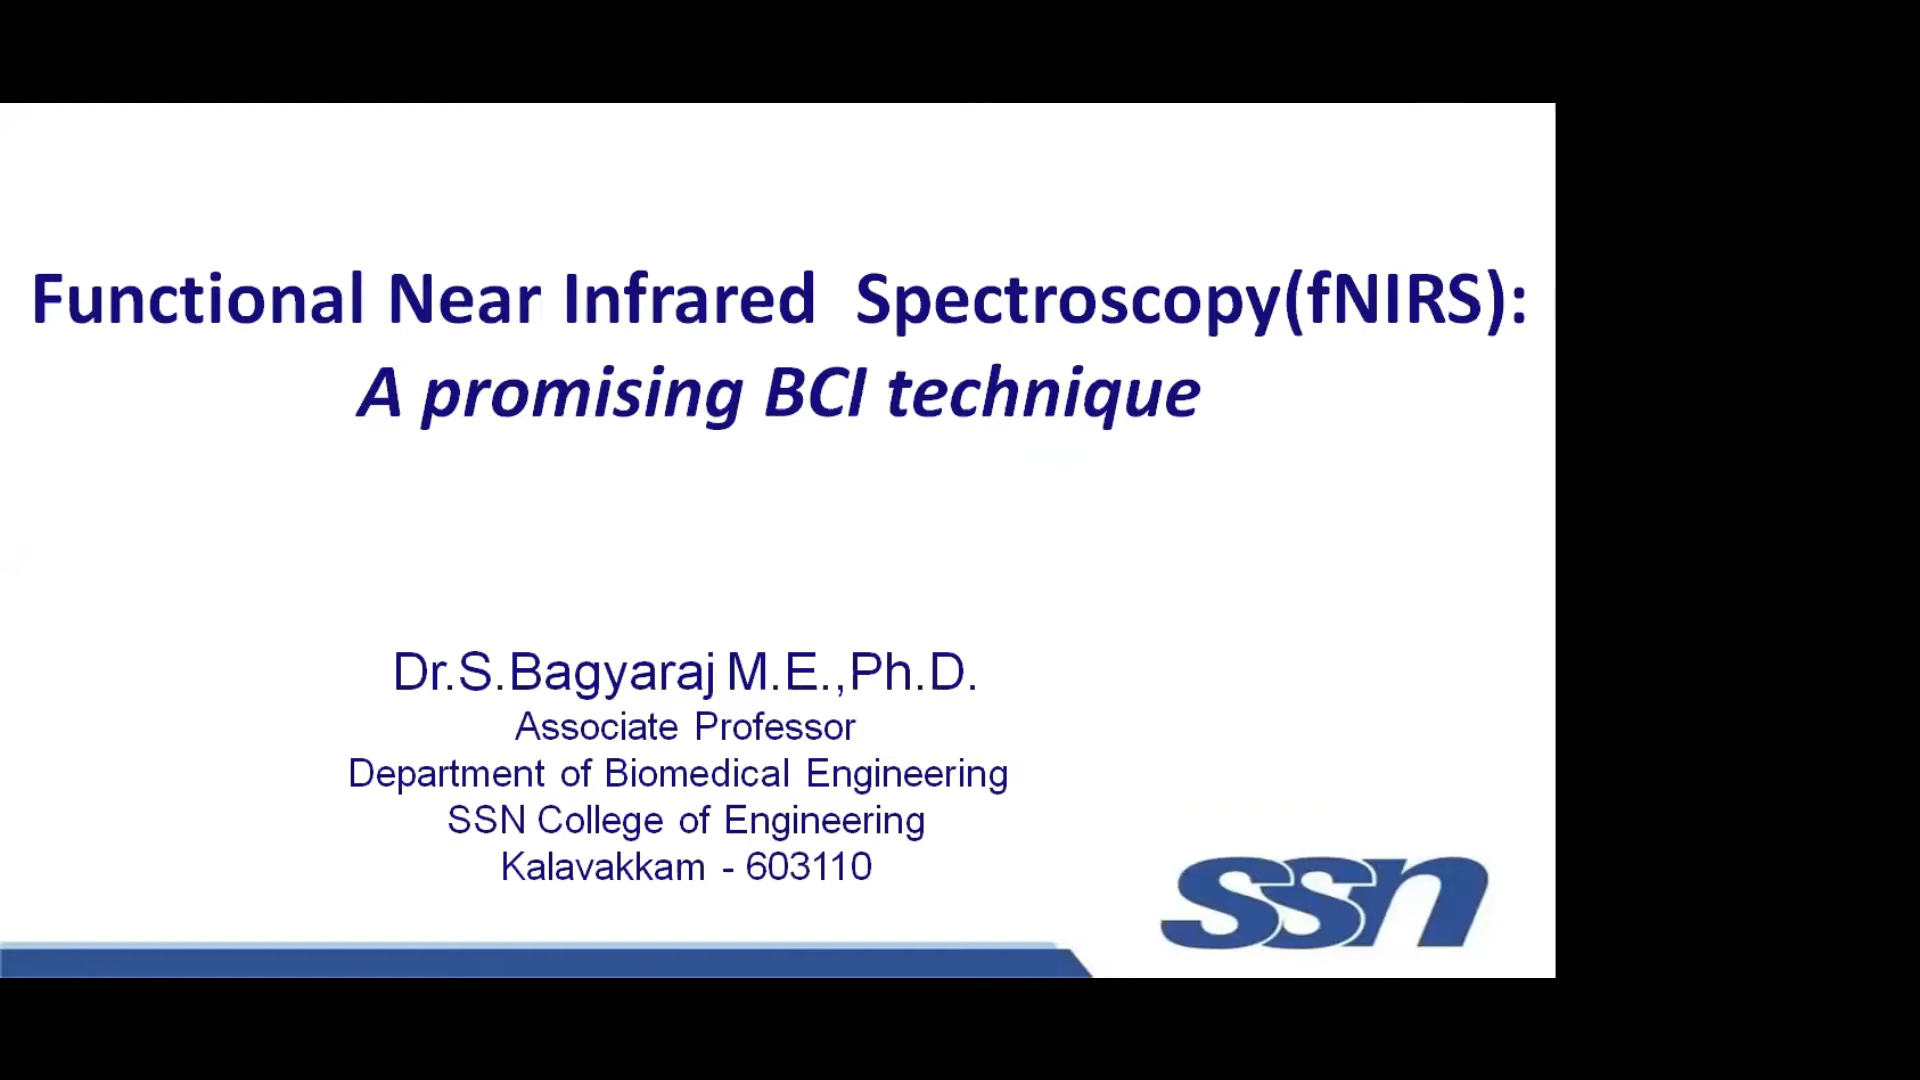 Functional Near Infrared Spectroscopy(fNIRS):
A promising BCI technique
Dr.S.Bagyaraj M.E.,Ph.D.
Associate Professor
Department of Biomedical Engineering
SSN College of Engineering
Kalavakkam - 603110
ssn